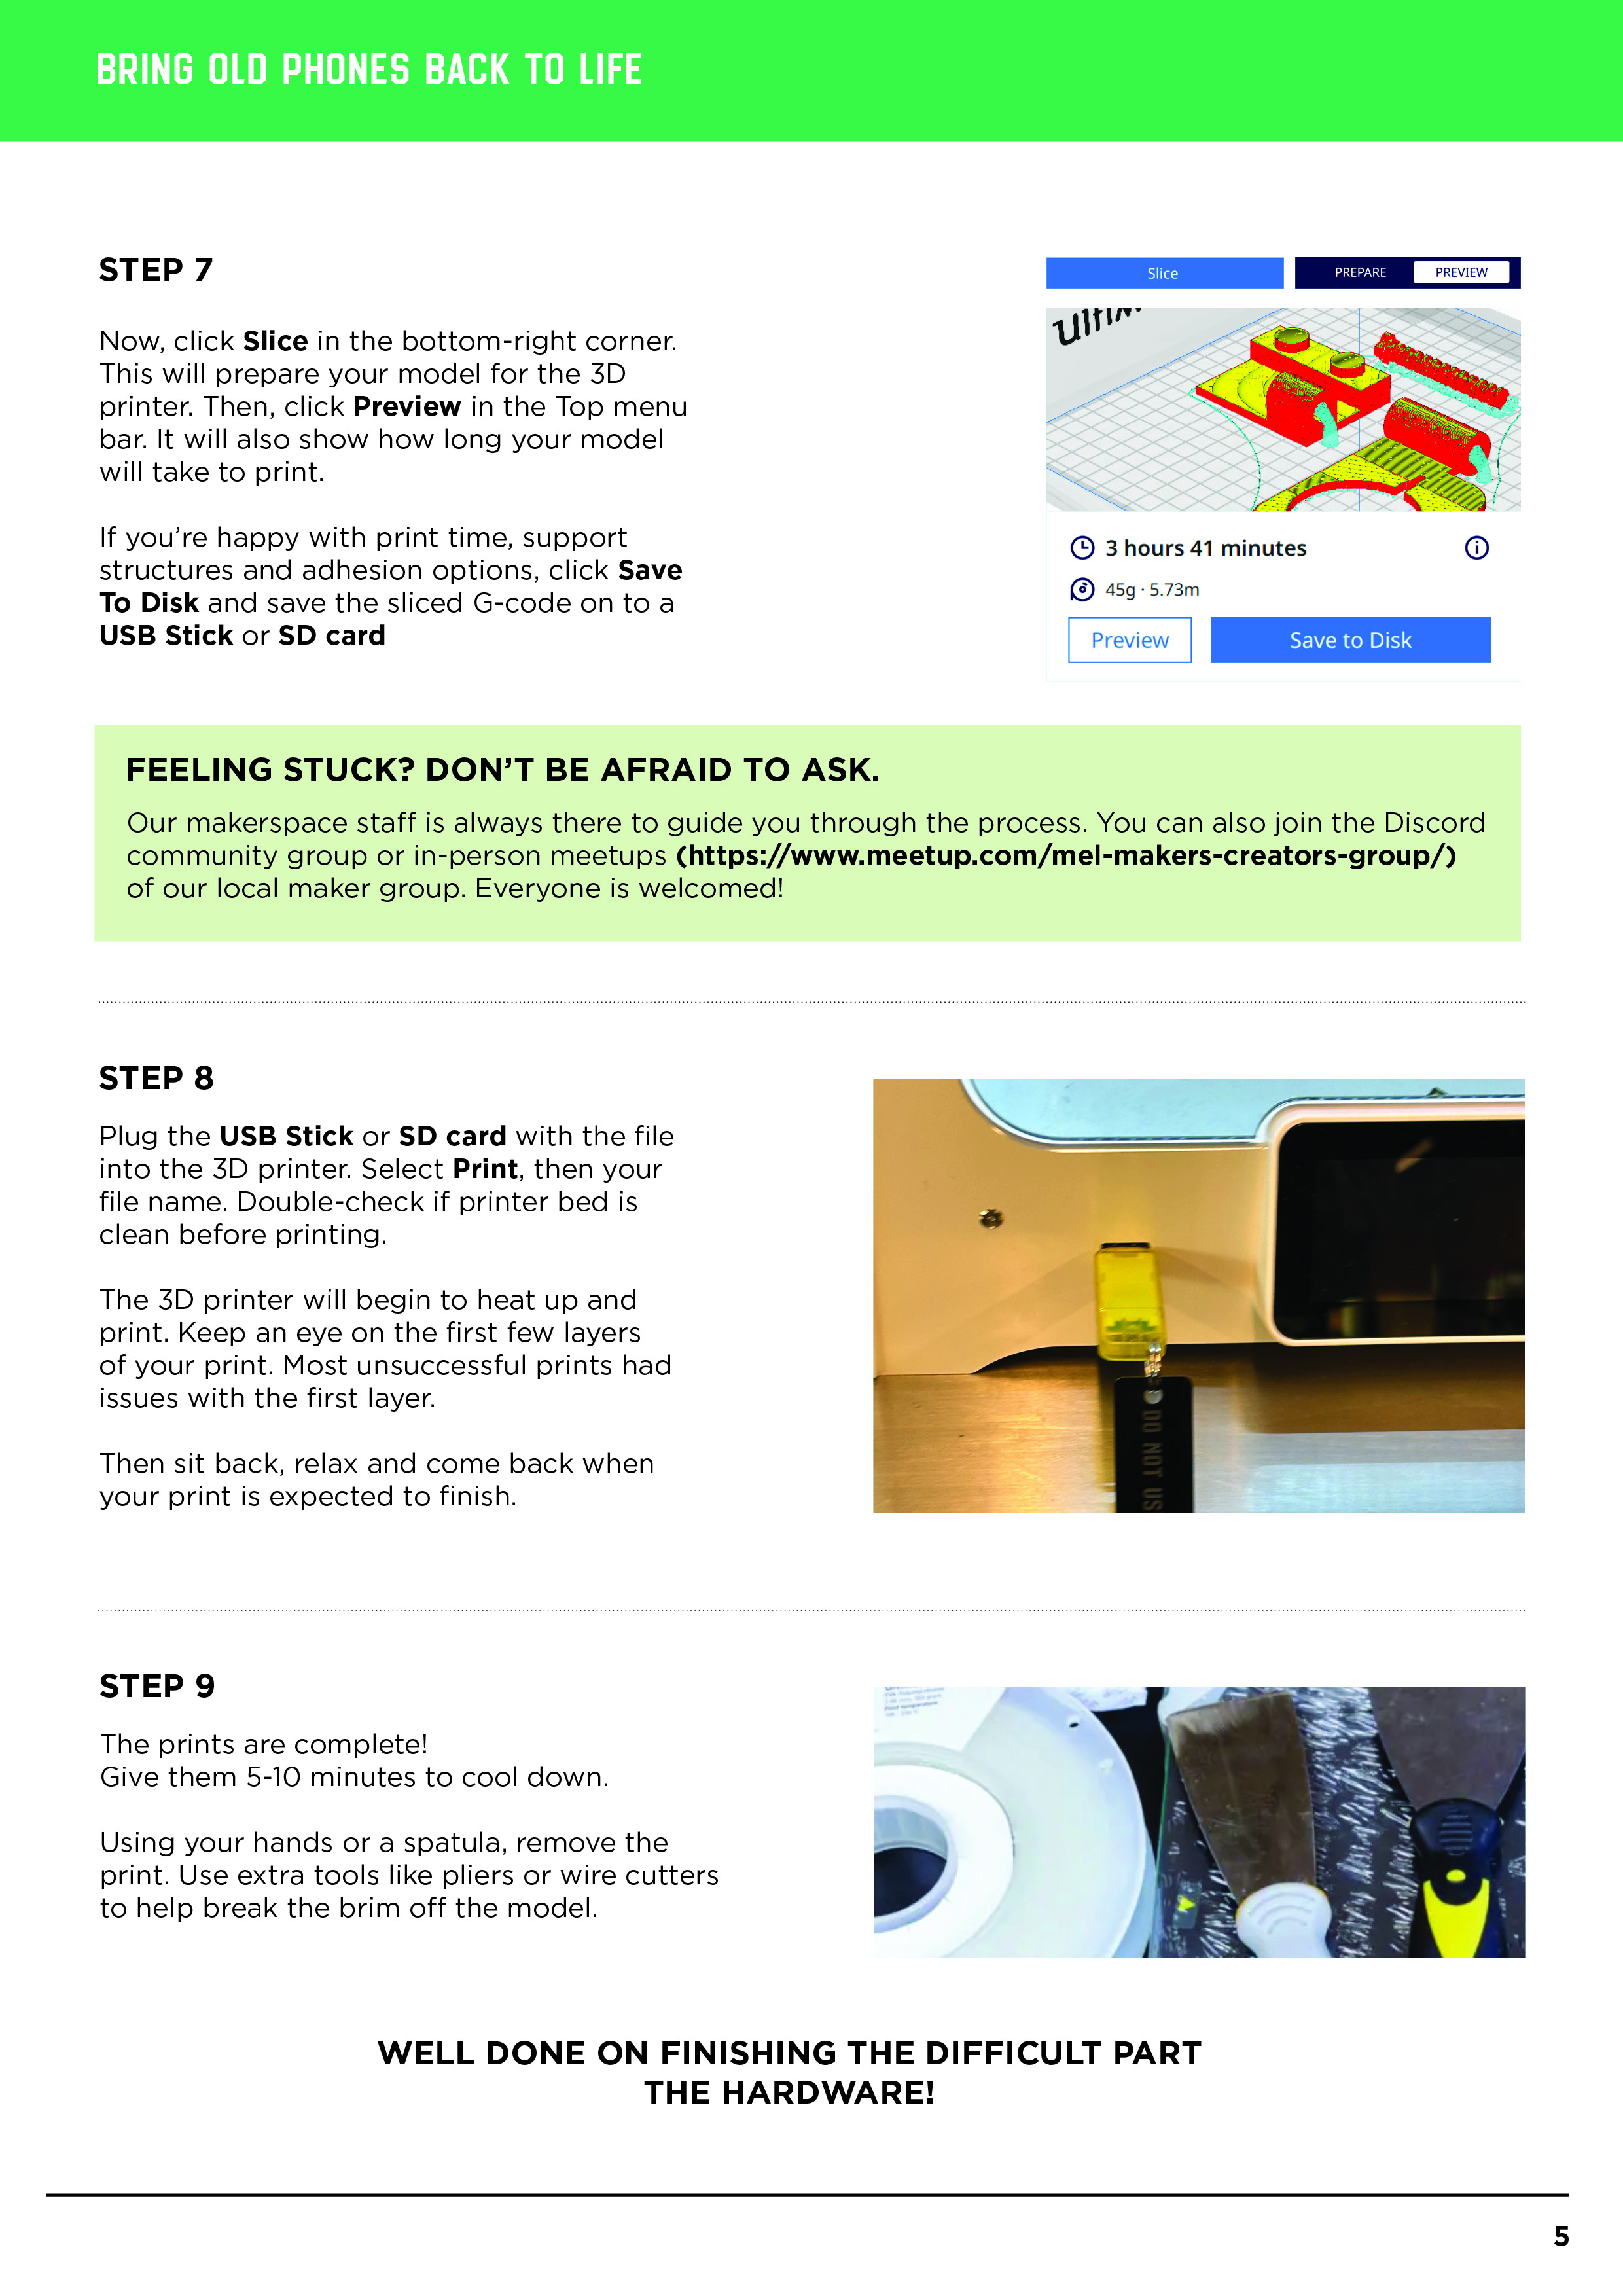 BRING OLD PHONES BACK TO LIFE
STEP 7
Now, click Slice in the bottom-right corner.
This will prepare your model for the 3D
printer. Then, click Preview in the Top menu
bar. It will also show how long your model
will take to print.
If you’re happy with print time, support
structures and adhesion options, click Save
To Disk and save the sliced G-code on to a
USB Stick or SD card
Slice
PREPARE PREVIEW
3 hours 41 minutes
45g · 5.73m
Preview Save to Disk
FEELING STUCK? DON’T BE AFRAID TO ASK.
Our makerspace staff is always there to guide you through the process. You can also join the Discord
community group or in-person meetups (https://www.meetup.com/mel-makers-creators-group/)
of our local maker group. Everyone is welcomed!
STEP 8
Plug the USB Stick or SD card with the file
into the 3D printer. Select Print, then your
file name. Double-check if printer bed is
clean before printing.
The 3D printer will begin to heat up and
print. Keep an eye on the first few layers
of your print. Most unsuccessful prints had
issues with the first layer.
Then sit back, relax and come back when
your print is expected to finish.
DO NOT US
STEP 9
The prints are complete!
Give them 5-10 minutes to cool down.
Using your hands or a spatula, remove the
print. Use extra tools like pliers or wire cutters
to help break the brim off the model.
WELL DONE ON FINISHING THE DIFFICULT PART
THE HARDWARE!
5